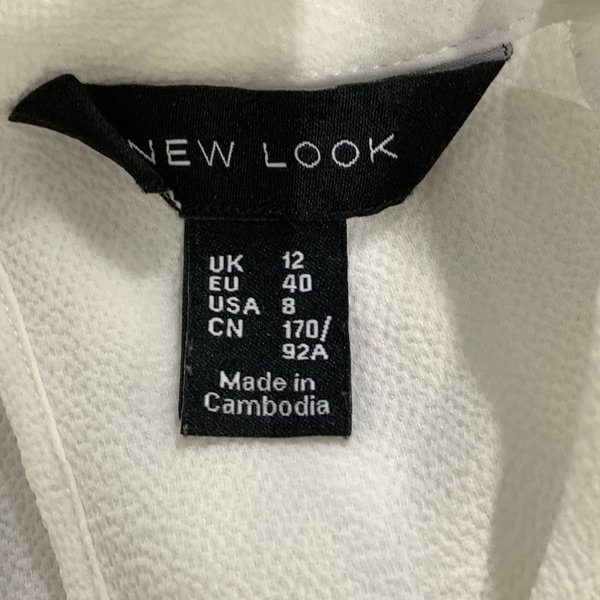 NEW LOOK
UK 12
EU 40
USA 8
CN 170/
92A
Made in
Cambodia